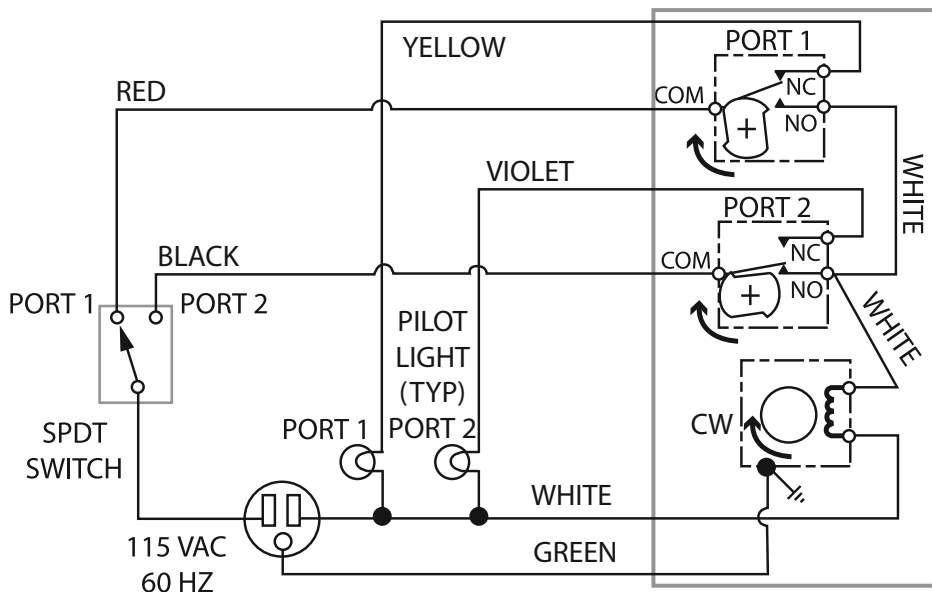 YELLOW
PORT 1
RED
COM
NC
NO
VIOLET
WHITE
PORT 2
BLACK
COM
NC
NO
PORT 1
PORT 2
WHITE
PILOT
LIGHT
(TYP)
PORT 1
PORT 2
CW
SPDT
SWITCH
WHITE
115 VAC
60 HZ
GREEN